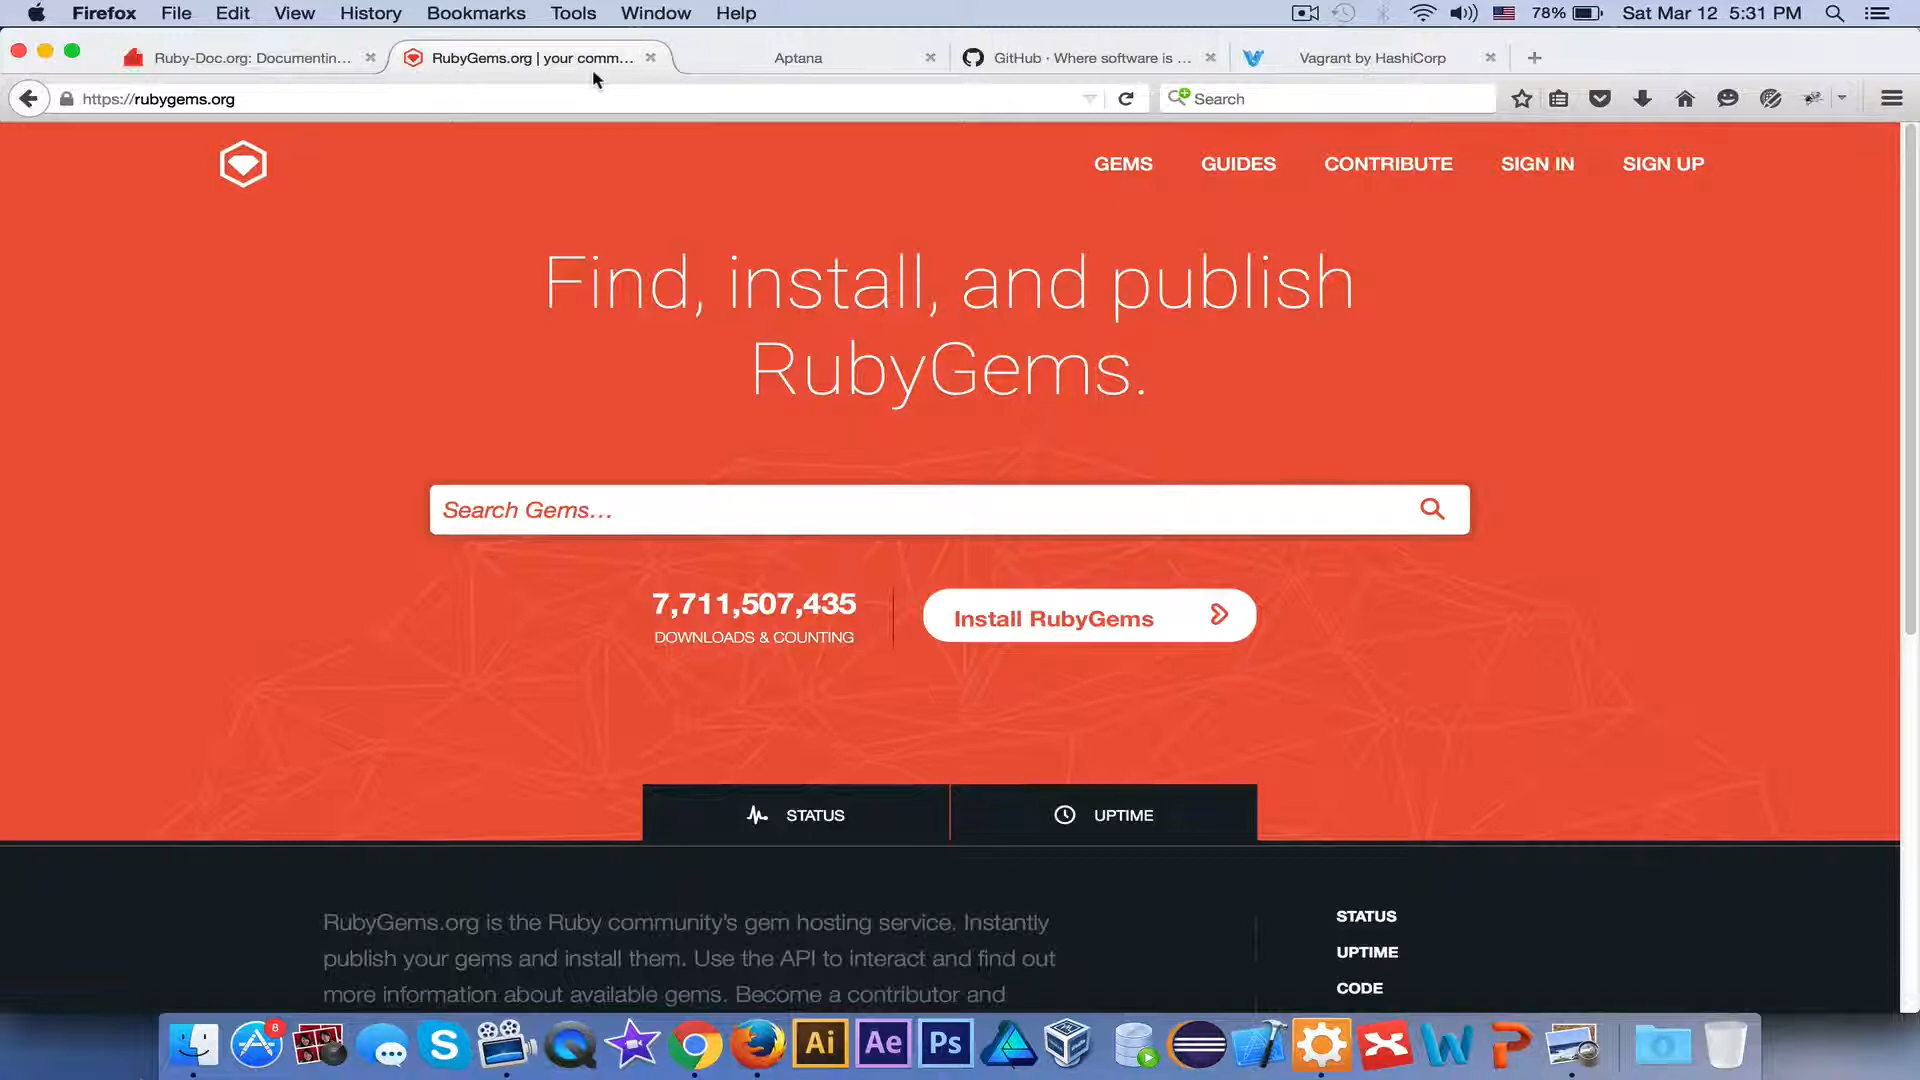 Firefox File Edit View History Bookmarks Tools Window Help 78% Sat Mar 12 5:31 PM
Ruby-Doc.org: Documentin... RubyGems.org | your comm... Aptana GitHub · Where software is ... Vagrant by HashiCorp
https://rubygems.org Search
GEMS GUIDES CONTRIBUTE SIGN IN SIGN UP
Find, install, and publish
RubyGems.
Search Gems...
7,711,507,435
DOWNLOADS & COUNTING
Install RubyGems
STATUS UPTIME
RubyGems.org is the Ruby community's gem hosting service. Instantly
publish your gems and install them. Use the API to interact and find out
more information about available gems. Become a contributor and
STATUS
UPTIME
CODE
8
S
Ai Ae Ps
W P